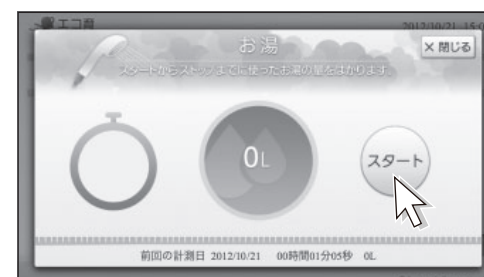 エコ育
2012/10/21 15:0
お湯
× 閉じる
スタートからストップまでに使ったお湯の量をはかります。
0L
スタート
前回の計測日 2012/10/21 00時間01分05秒 0L